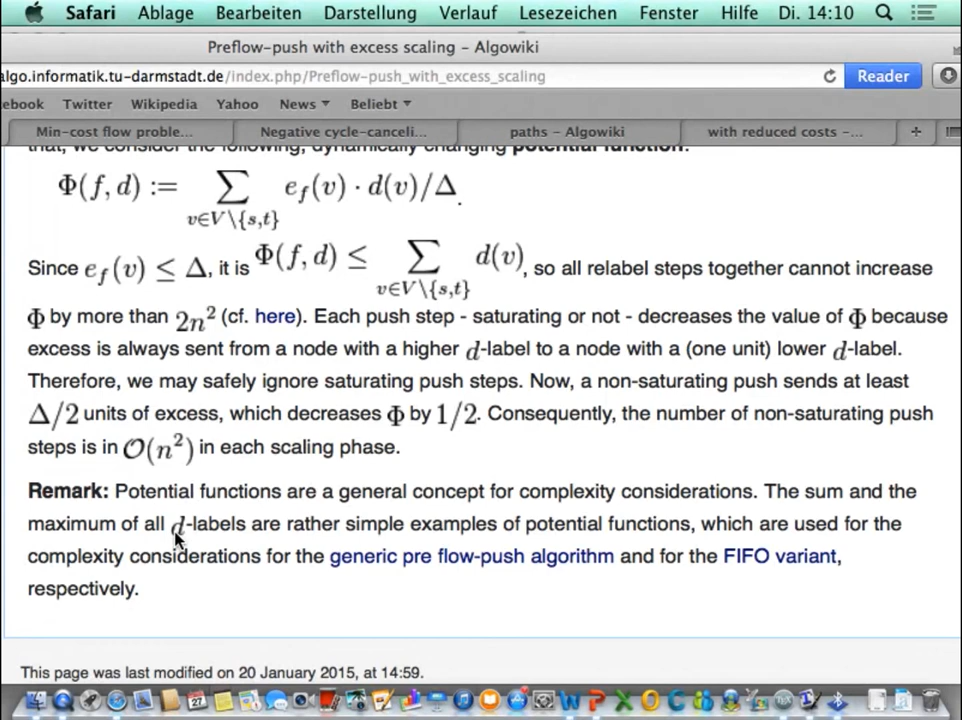 Safari Ablage Bearbeiten Darstellung Verlauf Lesezeichen Fenster Hilfe Di. 14:10
Preflow-push with excess scaling – Algowiki
algo.informatik.tu-darmstadt.de/index.php/Preflow-push_with_excess_scaling Reader
ebook Twitter Wikipedia Yahoo News ▼ Beliebt ▼
Min-cost flow proble... Negative cycle-canceli... paths – Algowiki with reduced costs –... +
that, we consider the following, dynamically changing potential function:
Φ(f, d) := ∑_{v∈V\{s,t}} e_f(v) · d(v)/Δ.
Since e_f(v) ≤ Δ, it is Φ(f, d) ≤ ∑_{v∈V\{s,t}} d(v), so all relabel steps together cannot increase
Φ by more than 2n² (cf. here). Each push step - saturating or not - decreases the value of Φ because
excess is always sent from a node with a higher d-label to a node with a (one unit) lower d-label.
Therefore, we may safely ignore saturating push steps. Now, a non-saturating push sends at least
Δ/2 units of excess, which decreases Φ by 1/2. Consequently, the number of non-saturating push
steps is in O(n²) in each scaling phase.
Remark: Potential functions are a general concept for complexity considerations. The sum and the
maximum of all d-labels are rather simple examples of potential functions, which are used for the
complexity considerations for the generic pre flow-push algorithm and for the FIFO variant,
respectively.
This page was last modified on 20 January 2015, at 14:59.